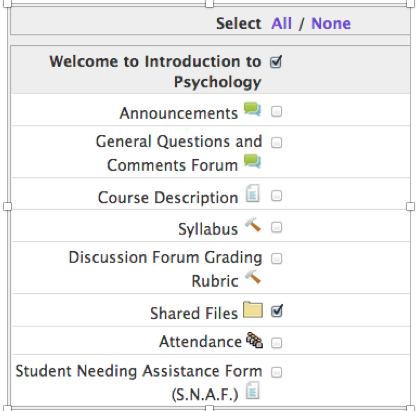 Select All / None
Welcome to Introduction to
Psychology
Announcements
General Questions and
Comments Forum
Course Description
Syllabus
Discussion Forum Grading
Rubric
Shared Files
Attendance
Student Needing Assistance Form
(S.N.A.F.)